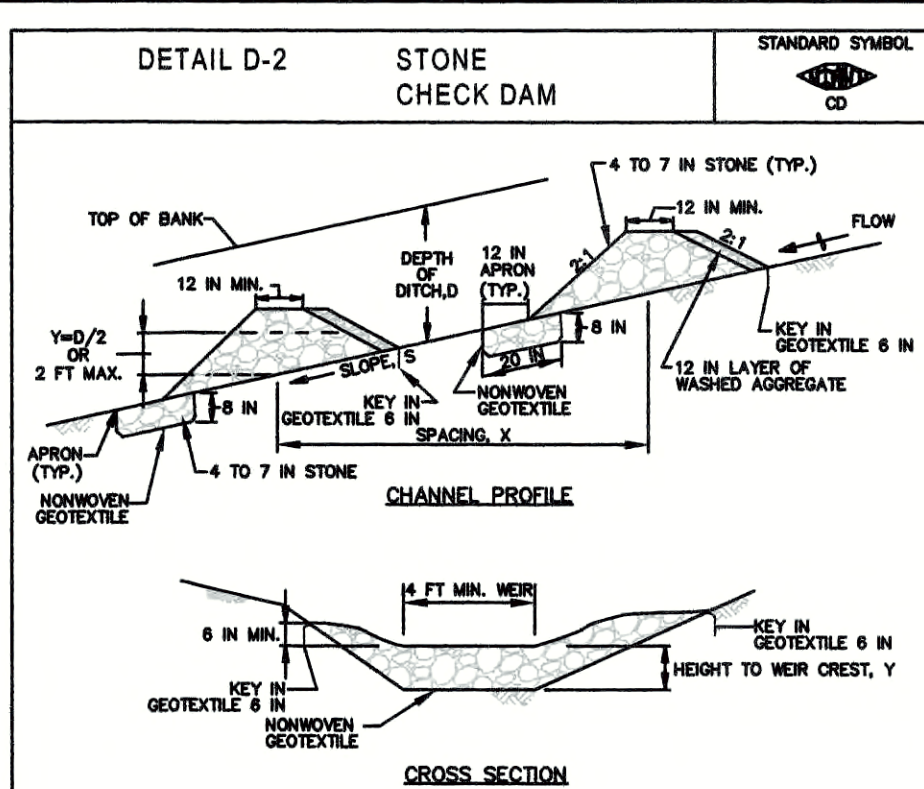 DETAIL D-2
STONE
CHECK DAM
STANDARD SYMBOL
CD
TOP OF BANK
4 TO 7 IN STONE (TYP.)
12 IN MIN.
FLOW
2:1
2:1
DEPTH
OF
DITCH,D
12 IN
APRON
(TYP.)
12 IN MIN.
Y=D/2
OR
2 FT MAX.
8 IN
20 IN
KEY IN
GEOTEXTILE 6 IN
12 IN LAYER OF
WASHED AGGREGATE
SLOPE, S
NONWOVEN
GEOTEXTILE
KEY IN
GEOTEXTILE 6 IN
8 IN
SPACING, X
APRON
(TYP.)
4 TO 7 IN STONE
NONWOVEN
GEOTEXTILE
CHANNEL PROFILE
4 FT MIN. WEIR
6 IN MIN.
KEY IN
GEOTEXTILE 6 IN
HEIGHT TO WEIR CREST, Y
KEY IN
GEOTEXTILE 6 IN
NONWOVEN
GEOTEXTILE
CROSS SECTION